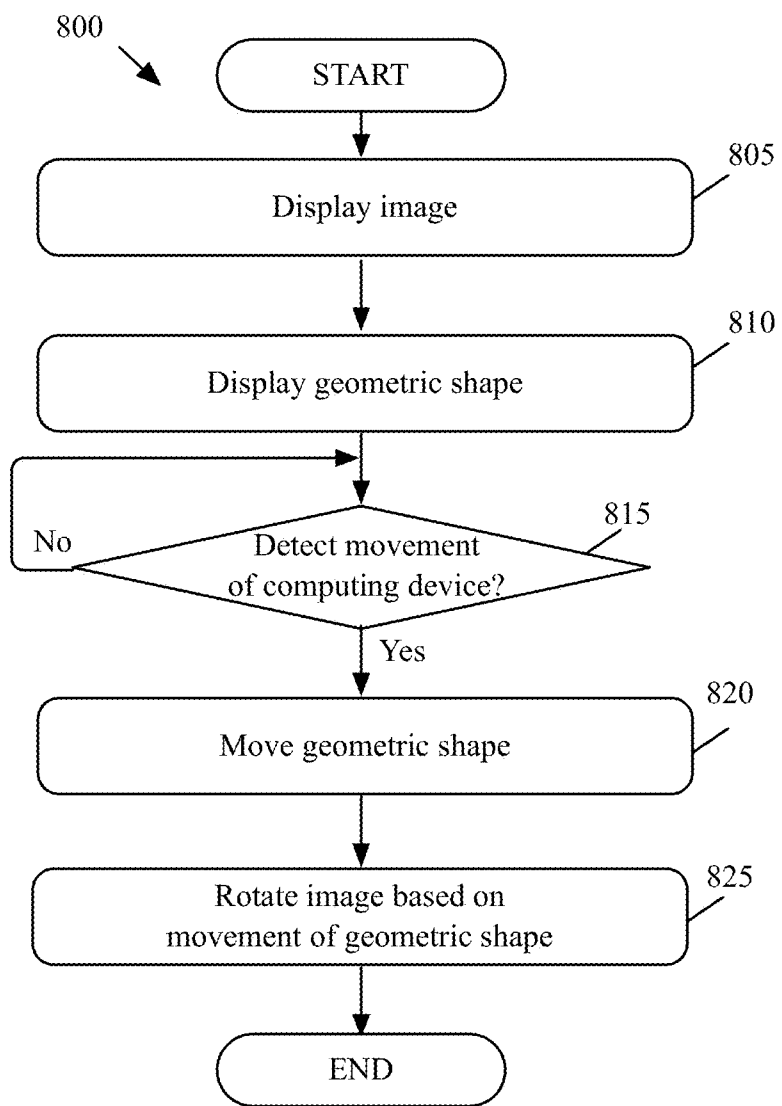 800
START
805
Display image
810
Display geometric shape
815
No
Detect movement
of computing device?
Yes
820
Move geometric shape
825
Rotate image based on
movement of geometric shape
END